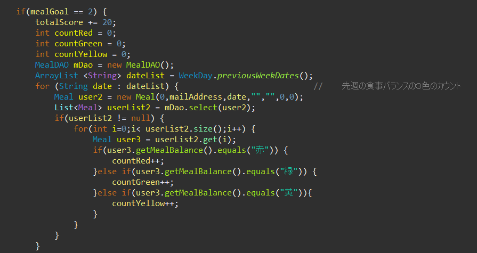 if(mealGoal == 2) {
totalScore += 20;
int countRed = 0;
int countGreen = 0;
int countYellow = 0;
MealDAO mDao = new MealDAO();
ArrayList <String> dateList = WeekDay.previousWeekDates();
for (String date : dateList) { // 先週の食事バランスの3色のカウント
Meal user2 = new Meal(0,mailAddress,date,"","",0,0);
List<Meal> userList2 = mDao.select(user2);
if(userList2 != null) {
for(int i=0;i< userList2.size();i++) {
Meal user3 = userList2.get(i);
if(user3.getMealBalance().equals("赤")) {
countRed++;
}else if(user3.getMealBalance().equals("緑")) {
countGreen++;
}else if(user3.getMealBalance().equals("黄")){
countYellow++;
}
}
}
}